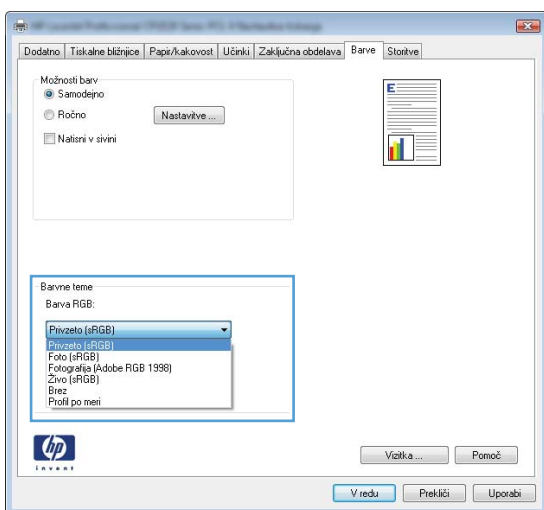 Dodatno Tiskalne bližnjice Papir/kakovost Učinki Zaključna obdelava Barve Storitve
Možnosti barv
Samodejno
Ročno Nastavitve ...
Natisni v sivini
E
Barvne teme
Barva RGB:
Privzeto (sRGB)
Privzeto (sRGB)
Foto (sRGB)
Fotografija (Adobe RGB 1998)
Živo (sRGB)
Brez
Profil po meri
hp
invent
Vizitka ... Pomoč
V redu Prekliči Uporabi